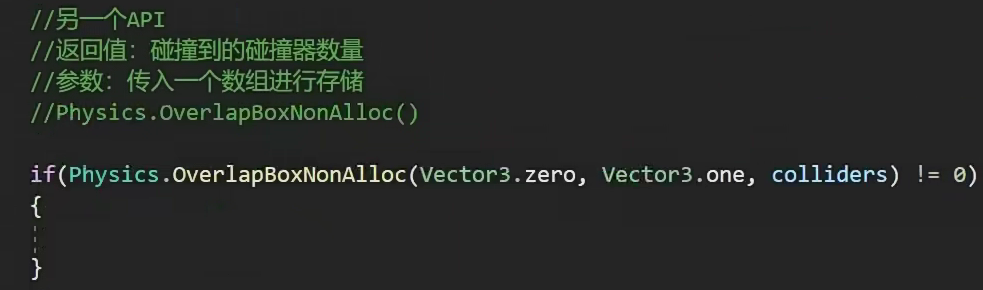 //另一个API
//返回值：碰撞到的碰撞器数量
//参数：传入一个数组进行存储
//Physics.OverlapBoxNonAlloc()
if(Physics.OverlapBoxNonAlloc(Vector3.zero, Vector3.one, colliders) != 0)
{
}